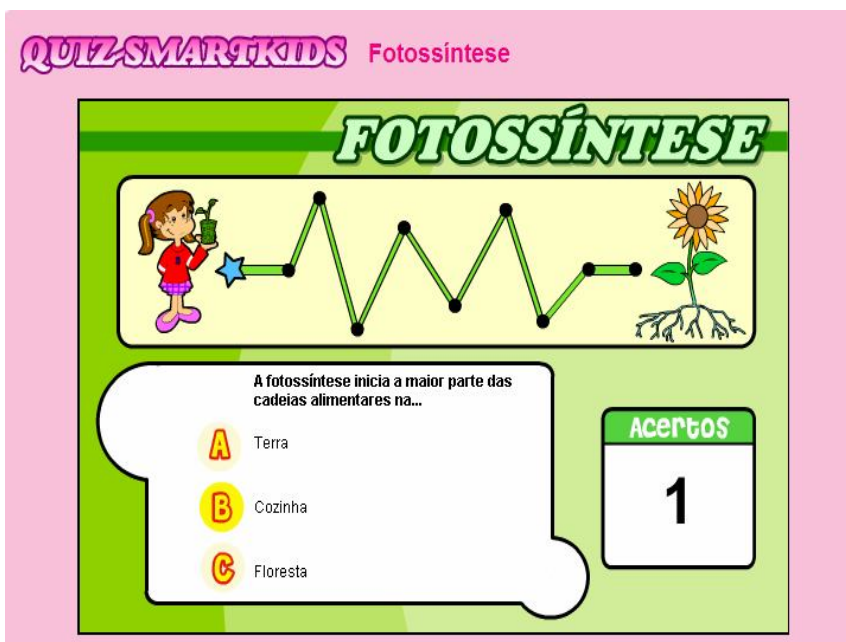 QUIZ SMARTKIDS Fotossíntese
FOTOSSÍNTESE
A fotossíntese inicia a maior parte das
cadeias alimentares na...
A Terra
B Cozinha
C Floresta
Acertos
1